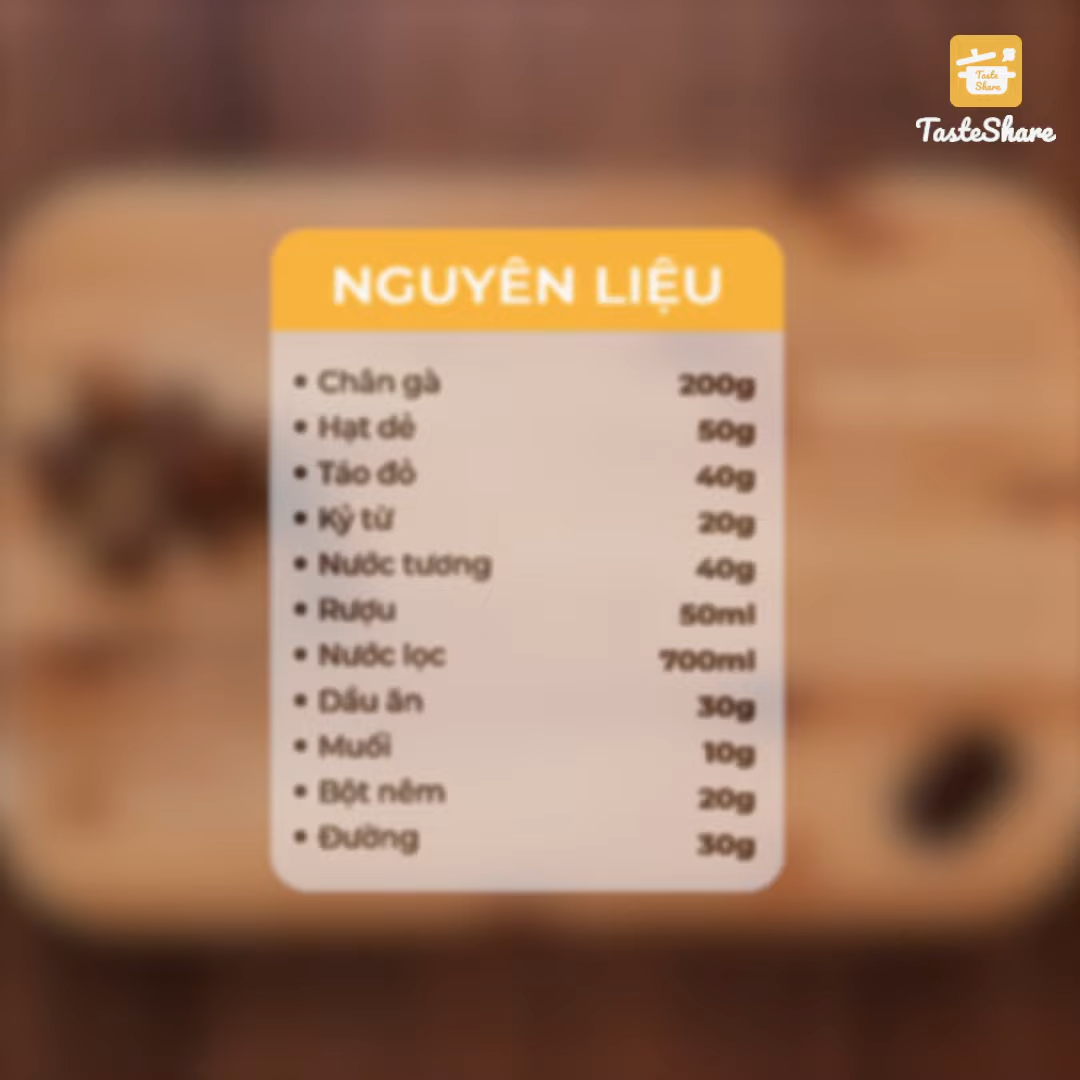 Taste
Share
TasteShare
NGUYÊN LIỆU
• Chân gà 200g
• Hạt dẻ 50g
• Táo đỏ 40g
• Kỷ tử 20g
• Nước tương 40g
• Rượu 50ml
• Nước lọc 700ml
• Dầu ăn 30g
• Muối 10g
• Bột nêm 20g
• Đường 30g